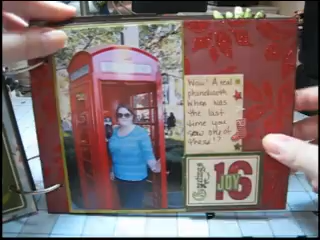 Wow! A real
phonebooth
When was
the last
time you
saw one of
these!?
16
JOY